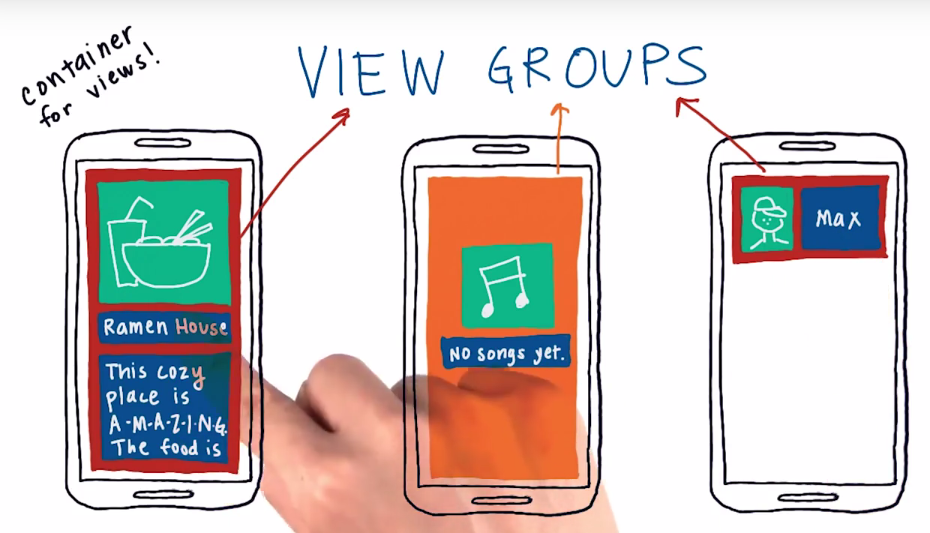 container
for views!
VIEW GROUPS
Ramen House
This cozy
place is
A-M-A-Z-I-N-G.
The food is
No songs yet.
Max